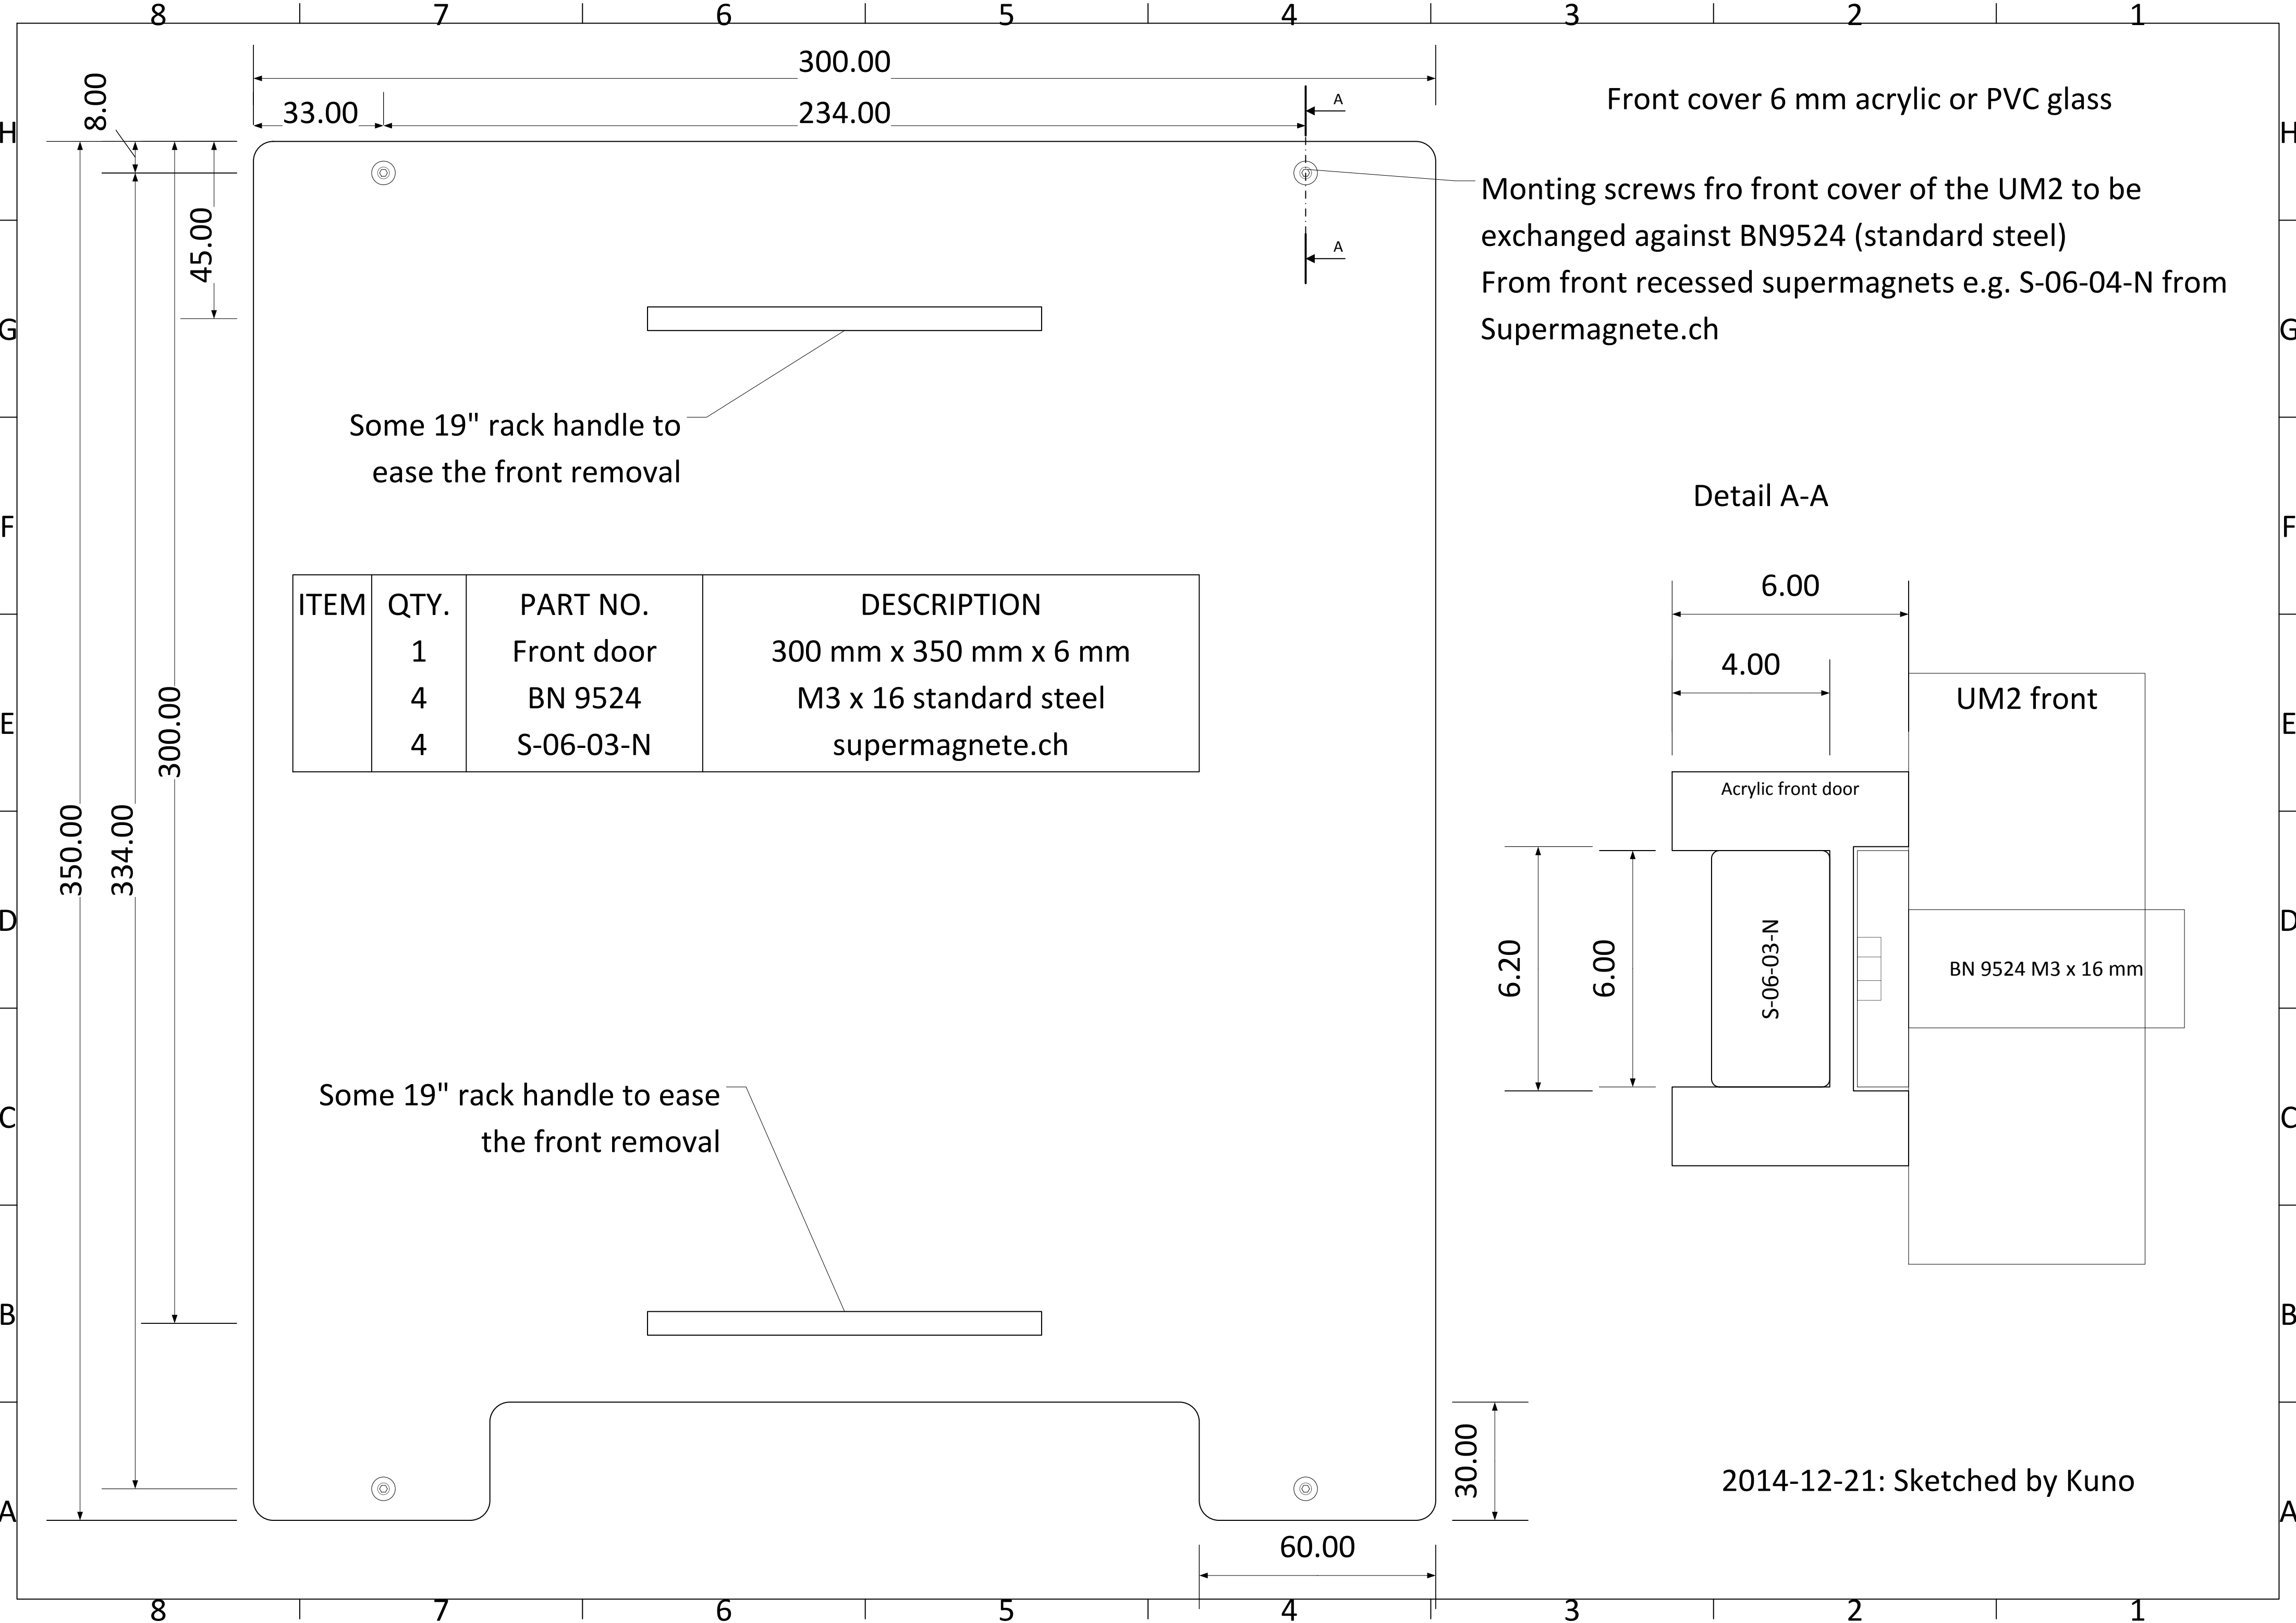 8 7 6 5 4 3 2 1
300.00
8.00
33.00
234.00
A
Front cover 6 mm acrylic or PVC glass
H H
Monting screws fro front cover of the UM2 to be
exchanged against BN9524 (standard steel)
From front recessed supermagnets e.g. S-06-04-N from
Supermagnete.ch
45.00
A
G G
Some 19" rack handle to
ease the front removal
Detail A-A
F F
6.00
ITEM QTY. PART NO. DESCRIPTION
1 Front door 300 mm x 350 mm x 6 mm
4 BN 9524 M3 x 16 standard steel
4 S-06-03-N supermagnete.ch
4.00
UM2 front
300.00
E E
Acrylic front door
350.00
334.00
D D
6.20
6.00
S-06-03-N
BN 9524 M3 x 16 mm
Some 19" rack handle to ease
the front removal
C C
B B
30.00
2014-12-21: Sketched by Kuno
A A
60.00
8 7 6 5 4 3 2 1